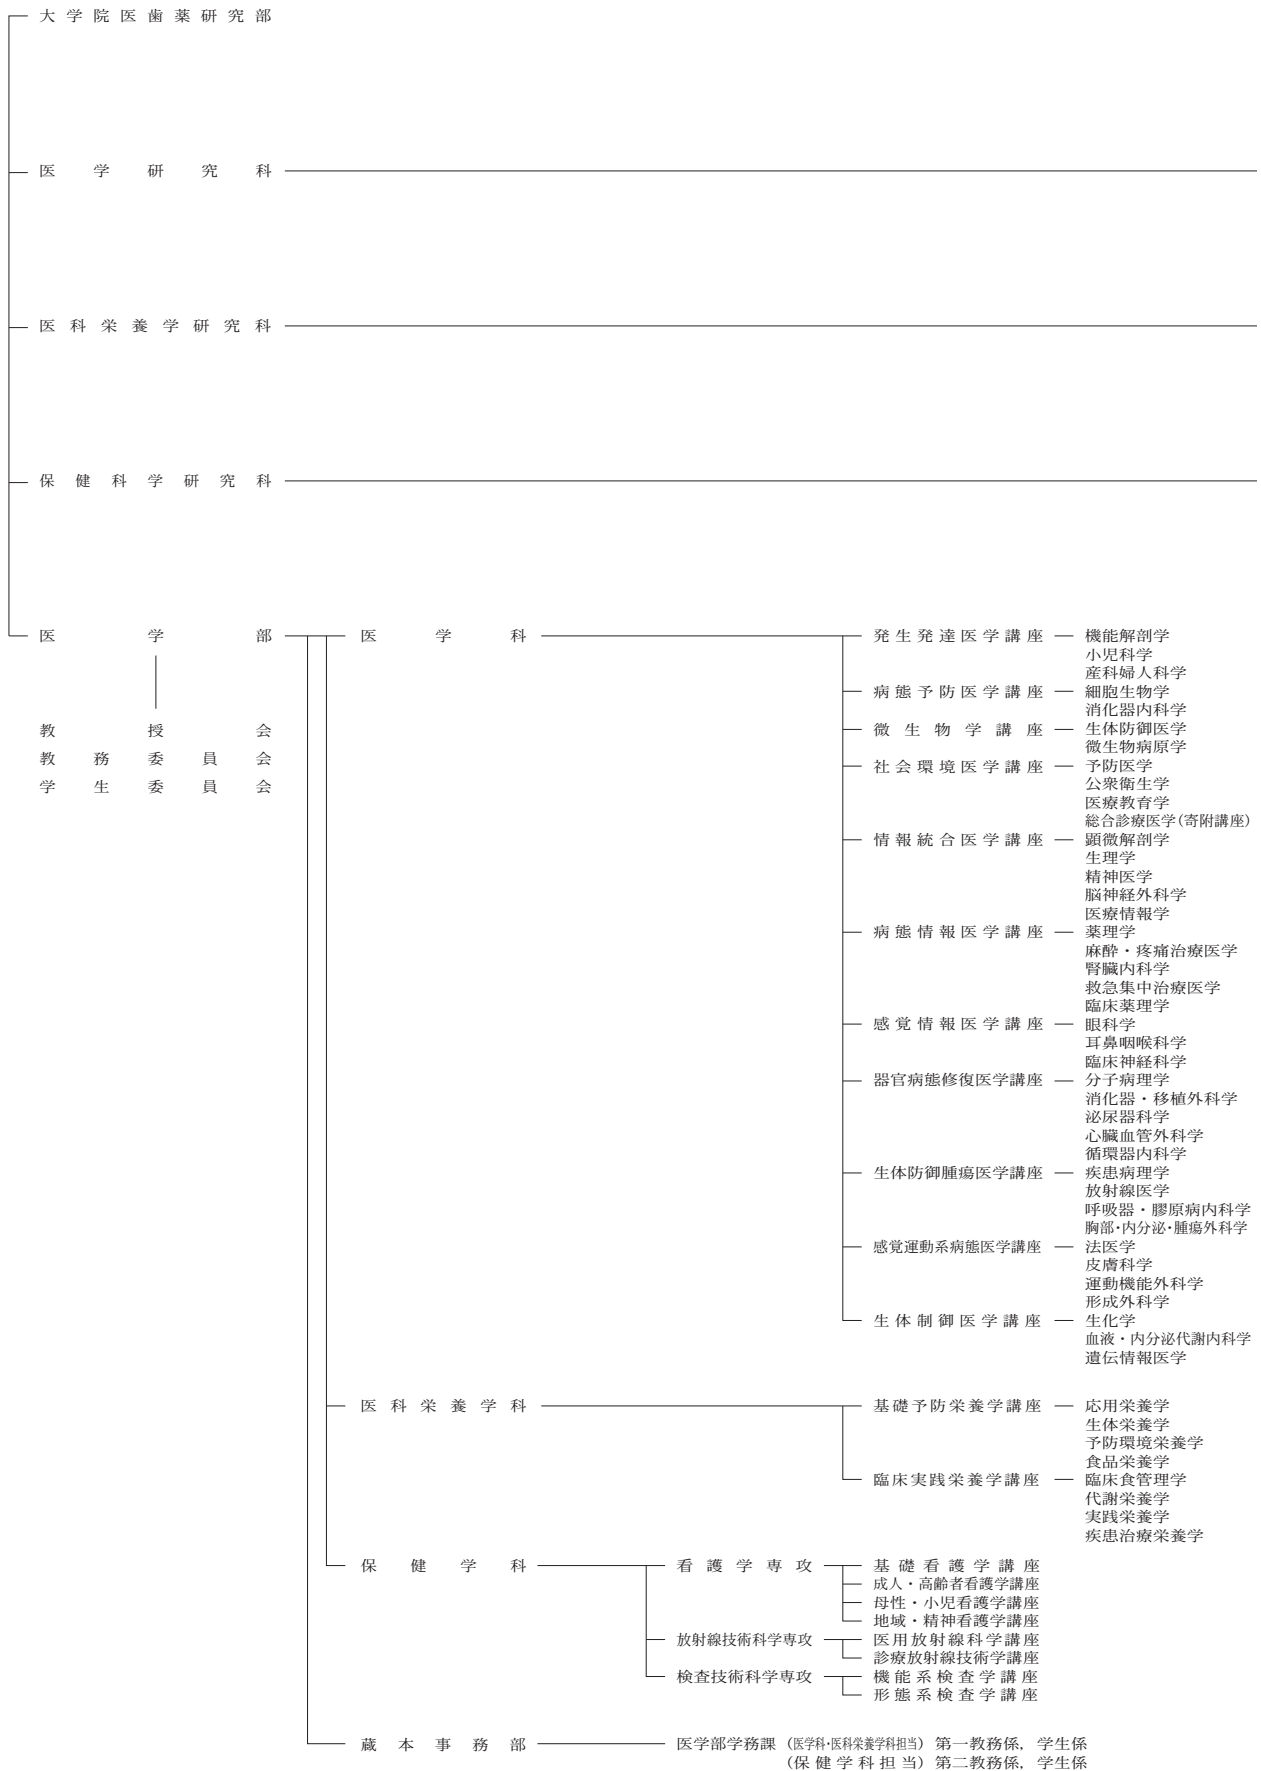 大学院医歯薬研究部
医学研究科
医科栄養学研究科
保健科学研究科
医学部
教授会
教務委員会
学生委員会
医学科
発生発達医学講座 機能解剖学
小児科学
産科婦人科学
病態予防医学講座 細胞生物学
消化器内科学
微生物学講座 生体防御医学
微生物病原学
社会環境医学講座 予防医学
公衆衛生学
医療教育学
総合診療医学(寄附講座)
情報統合医学講座 顕微解剖学
生理学
精神医学
脳神経外科学
医療情報学
病態情報医学講座 薬理学
麻酔・疼痛治療医学
腎臓内科学
救急集中治療医学
臨床薬理学
感覚情報医学講座 眼科学
耳鼻咽喉科学
臨床神経科学
器官病態修復医学講座 分子病理学
消化器・移植外科学
泌尿器科学
心臓血管外科学
循環器内科学
生体防御腫瘍医学講座 疾患病理学
放射線医学
呼吸器・膠原病内科学
胸部・内分泌・腫瘍外科学
感覚運動系病態医学講座 法医学
皮膚科学
運動機能外科学
形成外科学
生体制御医学講座 生化学
血液・内分泌代謝内科学
遺伝情報医学
医科栄養学科
基礎予防栄養学講座 応用栄養学
生体栄養学
予防環境栄養学
食品栄養学
臨床実践栄養学講座 臨床食管理学
代謝栄養学
実践栄養学
疾患治療栄養学
保健学科
看護学専攻 基礎看護学講座
成人・高齢者看護学講座
母性・小児看護学講座
地域・精神看護学講座
放射線技術科学専攻 医用放射線科学講座
診療放射線技術学講座
検査技術科学専攻 機能系検査学講座
形態系検査学講座
蔵本事務部 医学部学務課 (医学科・医科栄養学科担当) 第一教務係, 学生係
(保健学科担当) 第二教務係, 学生係